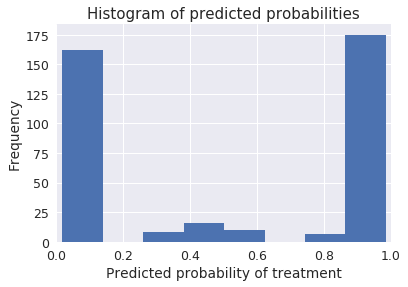 Histogram of predicted probabilities
175
150
125
100
75
50
25
0
Frequency
0.0 0.2 0.4 0.6 0.8 1.0
Predicted probability of treatment